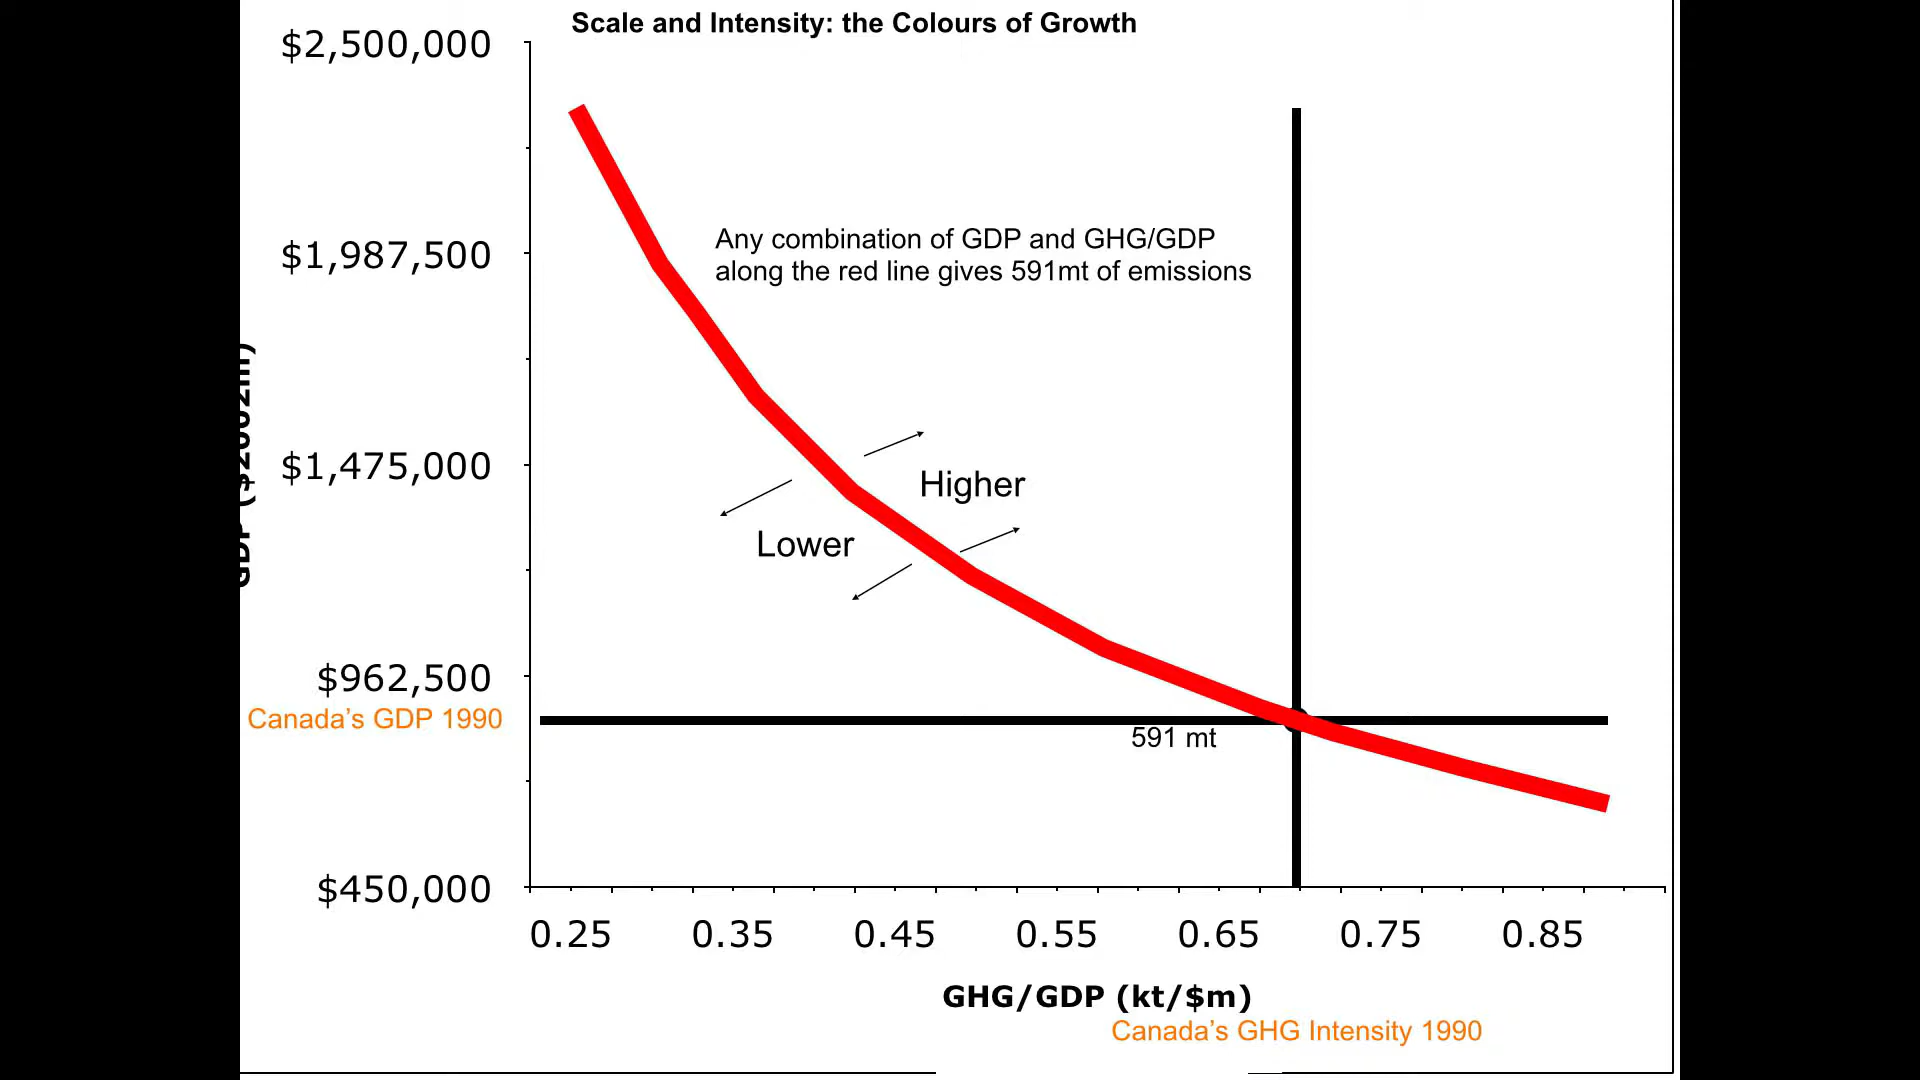 Scale and Intensity: the Colours of Growth
$2,500,000
Any combination of GDP and GHG/GDP
along the red line gives 591mt of emissions
$1,987,500
GDP ($2002m)
$1,475,000
Higher
Lower
$962,500
Canada’s GDP 1990
591 mt
$450,000
0.25 0.35 0.45 0.55 0.65 0.75 0.85
GHG/GDP (kt/$m)
Canada’s GHG Intensity 1990